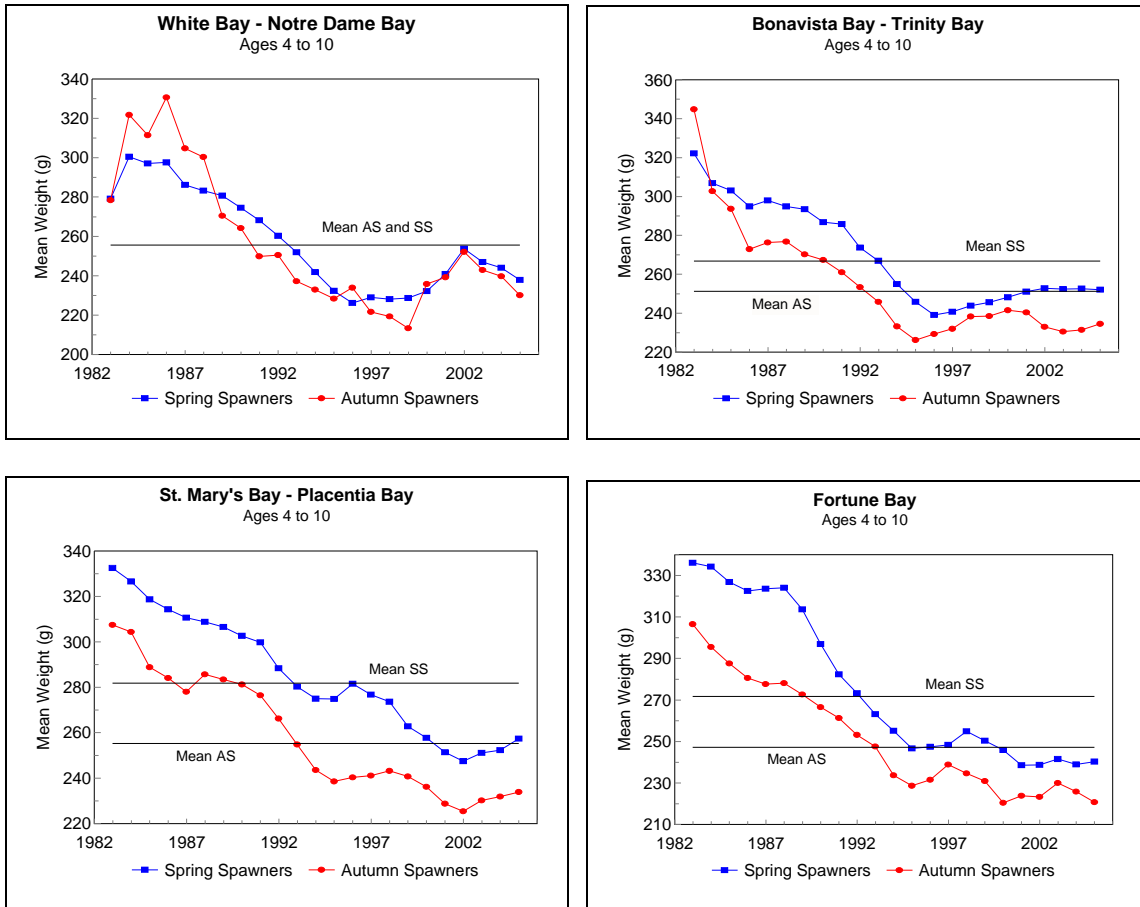 White Bay - Notre Dame Bay
Ages 4 to 10
Mean Weight (g)
340
320
300
280
260
240
220
200
Mean AS and SS
1982 1987 1992 1997 2002
Spring Spawners Autumn Spawners
Bonavista Bay - Trinity Bay
Ages 4 to 10
Mean Weight (g)
360
340
320
300
280
260
240
220
Mean SS
Mean AS
1982 1987 1992 1997 2002
Spring Spawners Autumn Spawners
St. Mary's Bay - Placentia Bay
Ages 4 to 10
Mean Weight (g)
340
320
300
280
260
240
220
Mean SS
Mean AS
1982 1987 1992 1997 2002
Spring Spawners Autumn Spawners
Fortune Bay
Ages 4 to 10
Mean Weight (g)
330
310
290
270
250
230
210
Mean SS
Mean AS
1982 1987 1992 1997 2002
Spring Spawners Autumn Spawners